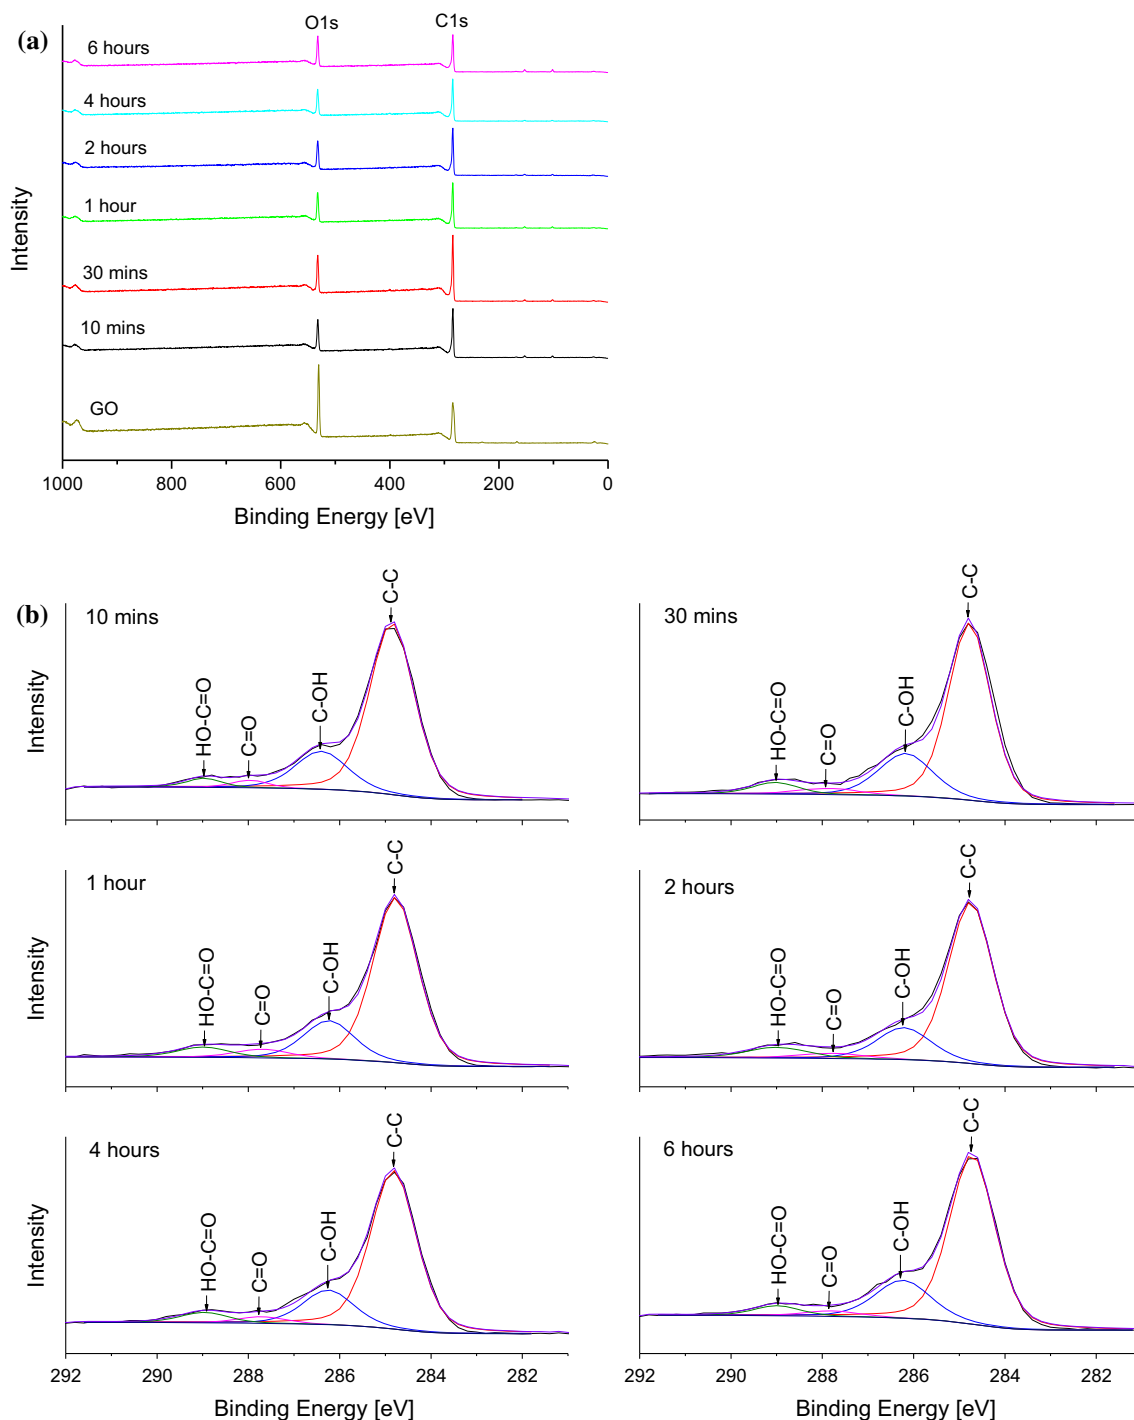 (a)
O1s
C1s
6 hours
4 hours
2 hours
1 hour
30 mins
10 mins
GO
Intensity
1000
800
600
400
200
0
Binding Energy [eV]
(b)
10 mins
HO-C=O
C=O
C-OH
C-C
Intensity
30 mins
HO-C=O
C=O
C-OH
C-C
1 hour
HO-C=O
C=O
C-OH
C-C
Intensity
2 hours
HO-C=O
C=O
C-OH
C-C
4 hours
HO-C=O
C=O
C-OH
C-C
Intensity
292
290
288
286
284
282
Binding Energy [eV]
6 hours
HO-C=O
C=O
C-OH
C-C
292
290
288
286
284
282
Binding Energy [eV]